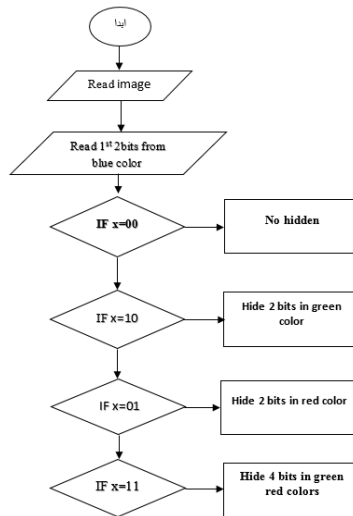 ابدا
Read image
Read 1st 2bits from
blue color
IF x=00
No hidden
IF x=10
Hide 2 bits in green
color
IF x=01
Hide 2 bits in red color
IF x=11
Hide 4 bits in green
red colors